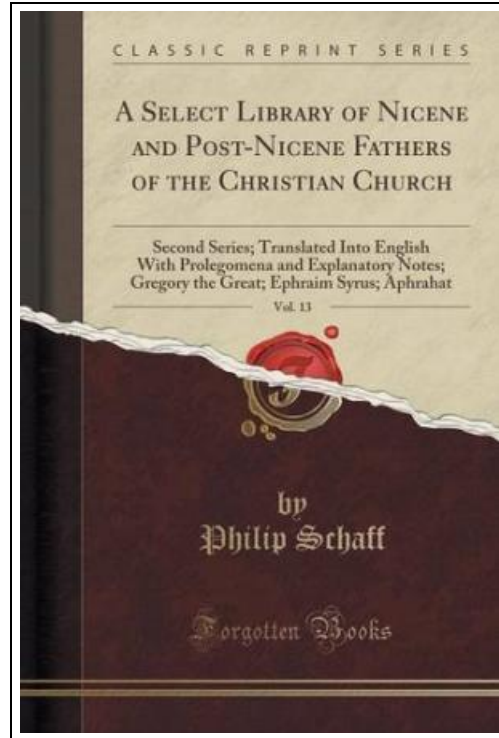 CLASSIC REPRINT SERIES
A SELECT LIBRARY OF NICENE
AND POST-NICENE FATHERS
OF THE CHRISTIAN CHURCH
Second Series; Translated Into English
With Prolegomena and Explanatory Notes;
Gregory the Great; Ephraim Syrus; Aphrahat
Vol. 13
by
Philip Schaff
Forgotten Books